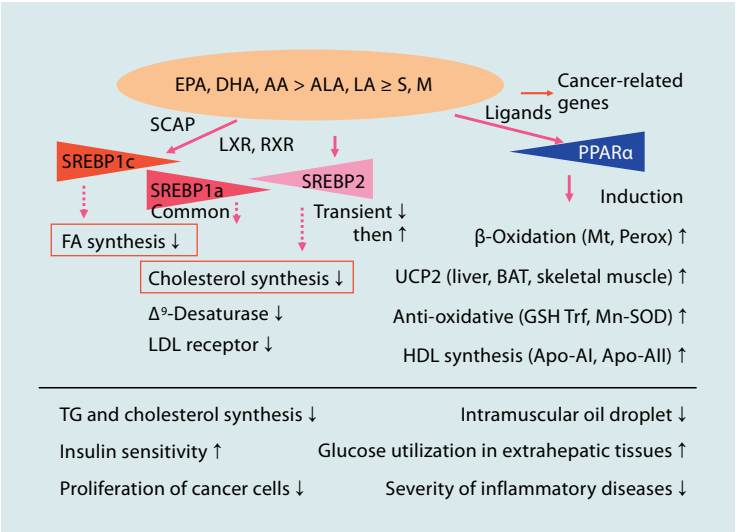 EPA, DHA, AA > ALA, LA ≥ S, M
Cancer-related
genes
Ligands
SCAP
LXR, RXR
SREBP1c
PPARα
SREBP1a
SREBP2
Common
Transient ↓
then ↑
Induction
FA synthesis ↓
β-Oxidation (Mt, Perox) ↑
Cholesterol synthesis ↓
UCP2 (liver, BAT, skeletal muscle) ↑
Δ⁹-Desaturase ↓
Anti-oxidative (GSH Trf, Mn-SOD) ↑
LDL receptor ↓
HDL synthesis (Apo-AI, Apo-AII) ↑
TG and cholesterol synthesis ↓
Intramuscular oil droplet ↓
Insulin sensitivity ↑
Glucose utilization in extrahepatic tissues ↑
Proliferation of cancer cells ↓
Severity of inflammatory diseases ↓